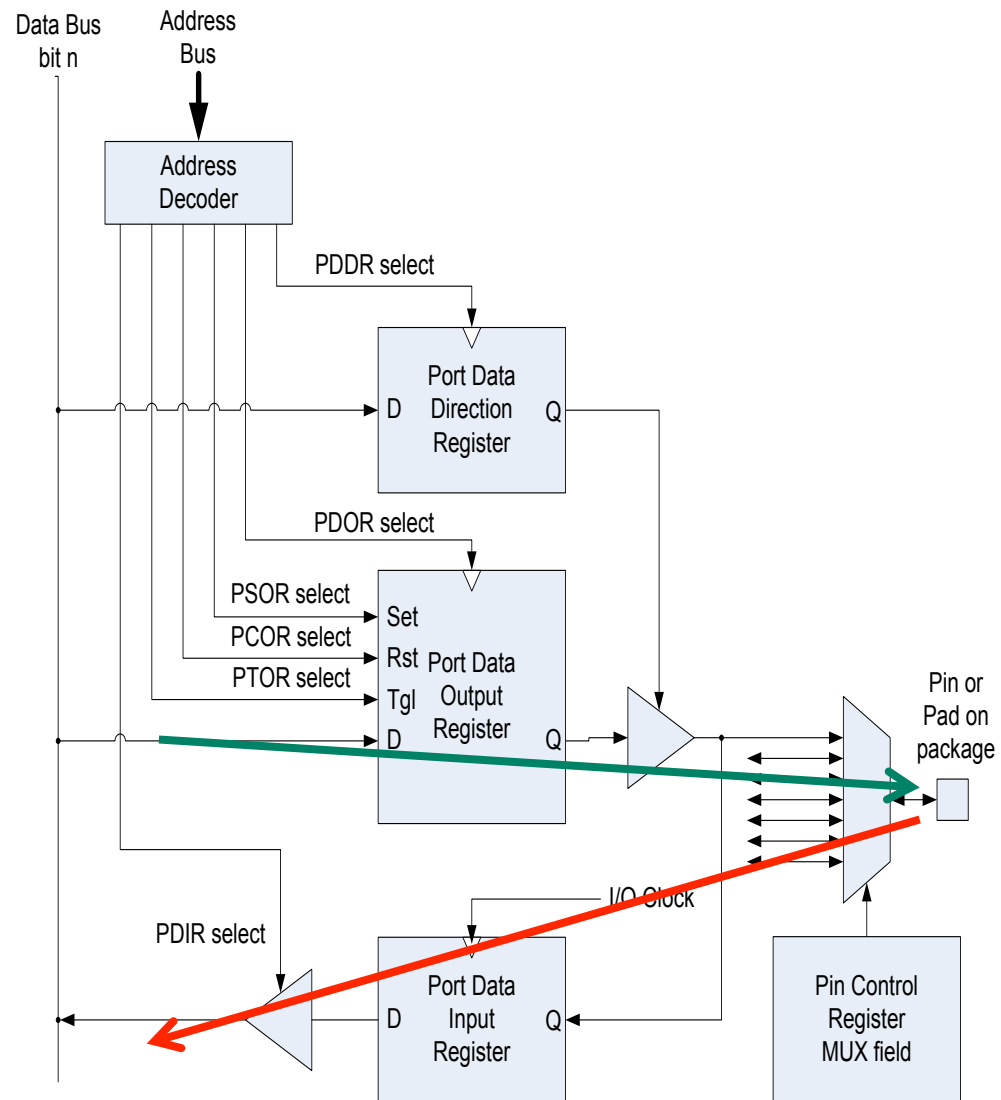 Data Bus
bit n
Address
Bus
Address
Decoder
PDDR select
Port Data
Direction
Register
D
Q
PDOR select
PSOR select
PCOR select
PTOR select
Set
Rst
Tgl
D
Port Data
Output
Register
Q
Pin or
Pad on
package
I/O Clock
PDIR select
Port Data
Input
Register
D
Q
Pin Control
Register
MUX field